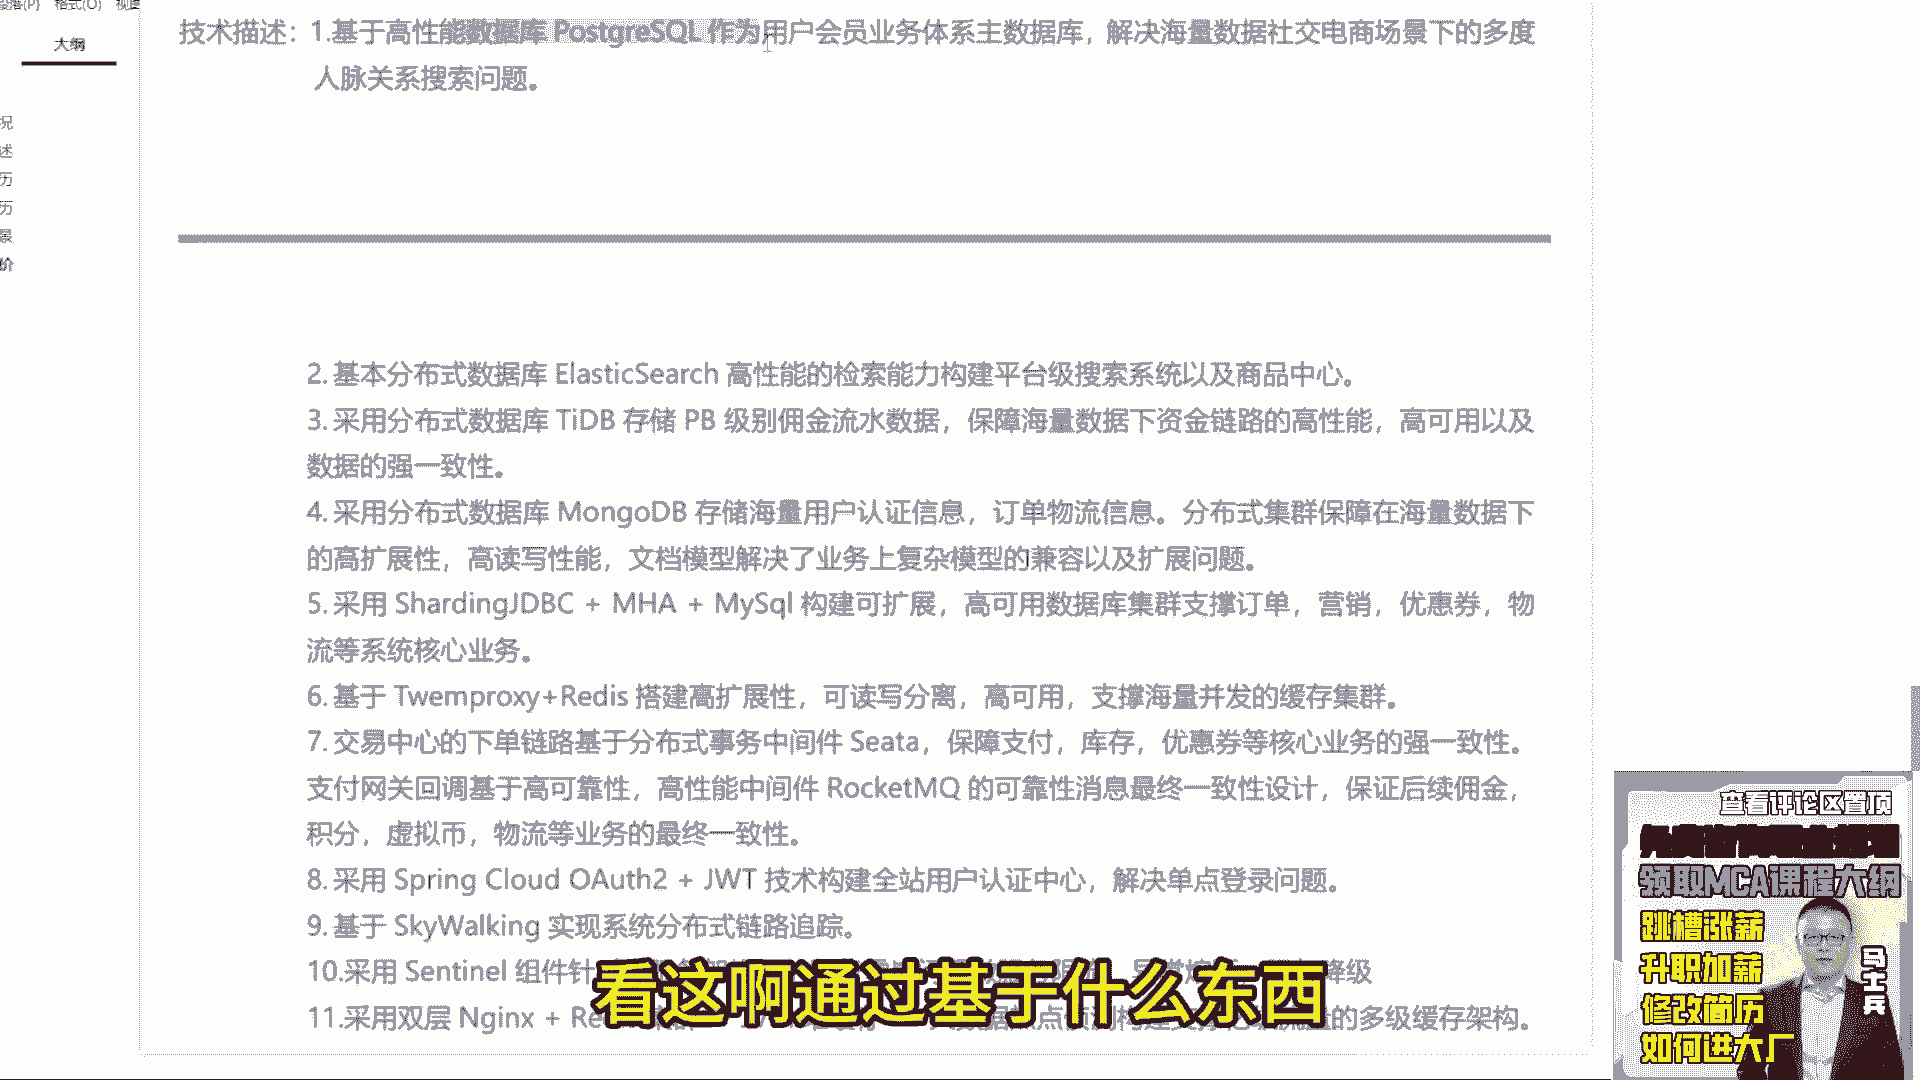 段落(P) 格式(O) 视图
大纲
况
述
历
历
景
价
技术描述：1.基于高性能数据库 PostgreSQL 作为用户会员业务体系主数据库，解决海量数据社交电商场景下的多度
人脉关系搜索问题。
2.基本分布式数据库 ElasticSearch 高性能的检索能力构建平台级搜索系统以及商品中心。
3.采用分布式数据库 TiDB 存储 PB 级别佣金流水数据，保障海量数据下资金链路的高性能，高可用以及
数据的强一致性。
4.采用分布式数据库 MongoDB 存储海量用户认证信息，订单物流信息。分布式集群保障在海量数据下
的高扩展性，高读写性能，文档模型解决了业务上复杂模型的兼容以及扩展问题。
5.采用 ShardingJDBC + MHA + MySql 构建可扩展，高可用数据库集群支撑订单，营销，优惠券，物
流等系统核心业务。
6.基于 Twemproxy+Redis 搭建高扩展性，可读写分离，高可用，支撑海量并发的缓存集群。
7.交易中心的下单链路基于分布式事务中间件 Seata，保障支付，库存，优惠券等核心业务的强一致性。
支付网关回调基于高可靠性，高性能中间件 RocketMQ 的可靠性消息最终一致性设计，保证后续佣金，
积分，虚拟币，物流等业务的最终一致性。
8.采用 Spring Cloud OAuth2 + JWT 技术构建全站用户认证中心，解决单点登录问题。
9.基于 SkyWalking 实现系统分布式链路追踪。
10.采用 Sentinel 组件针 降级
11.采用双层 Nginx + Re 的多级缓存架构。
看这啊通过基于什么东西
查看评论区置顶
领取MCA课程大纲
跳槽涨薪
升职加薪
修改简历
如何进大厂
马士兵